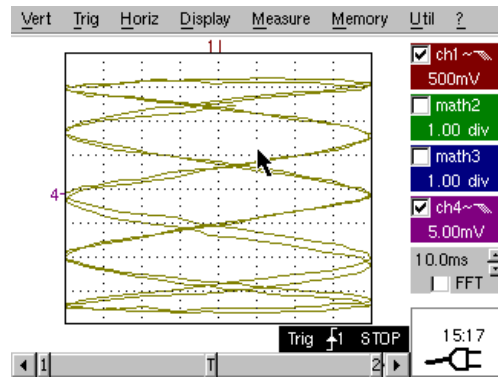 Vert Trig Horiz Display Measure Memory Util ?
1
ch1
500mV
math2
1.00 div
math3
1.00 div
4
ch4
5.00mV
10.0ms
FFT
Trig 1 STOP
15:17
1 T 2